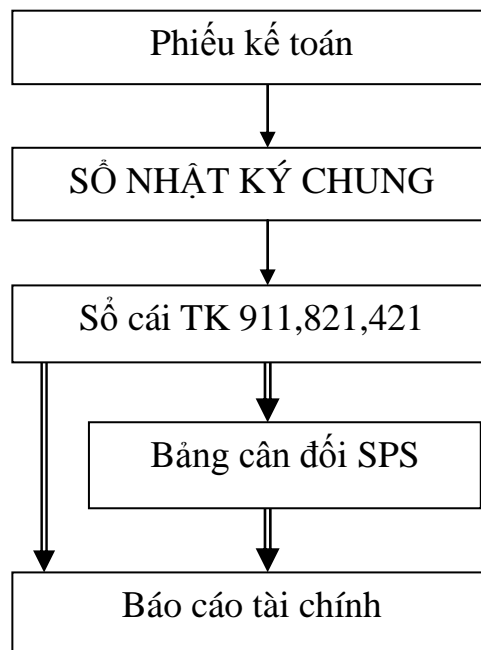 Phiếu kế toán
SỔ NHẬT KÝ CHUNG
Sổ cái TK 911,821,421
Bảng cân đối SPS
Báo cáo tài chính